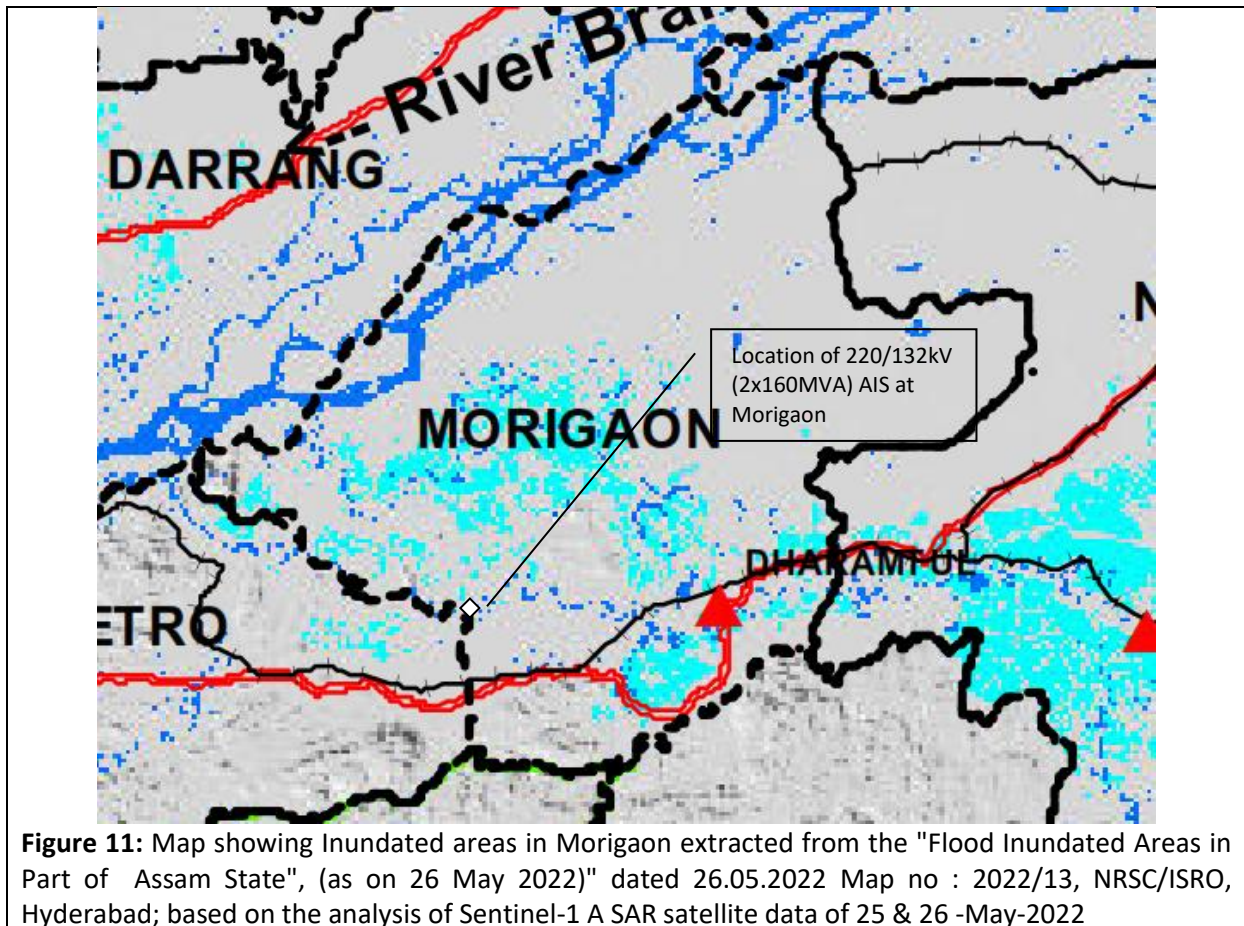 River Bra
DARRANG
N
Location of 220/132kV
(2x160MVA) AIS at
Morigaon
MORIGAON
DHARAMTUL
ETRO
Figure 11: Map showing Inundated areas in Morigaon extracted from the "Flood Inundated Areas in
Part of Assam State", (as on 26 May 2022)" dated 26.05.2022 Map no : 2022/13, NRSC/ISRO,
Hyderabad; based on the analysis of Sentinel-1 A SAR satellite data of 25 & 26 -May-2022